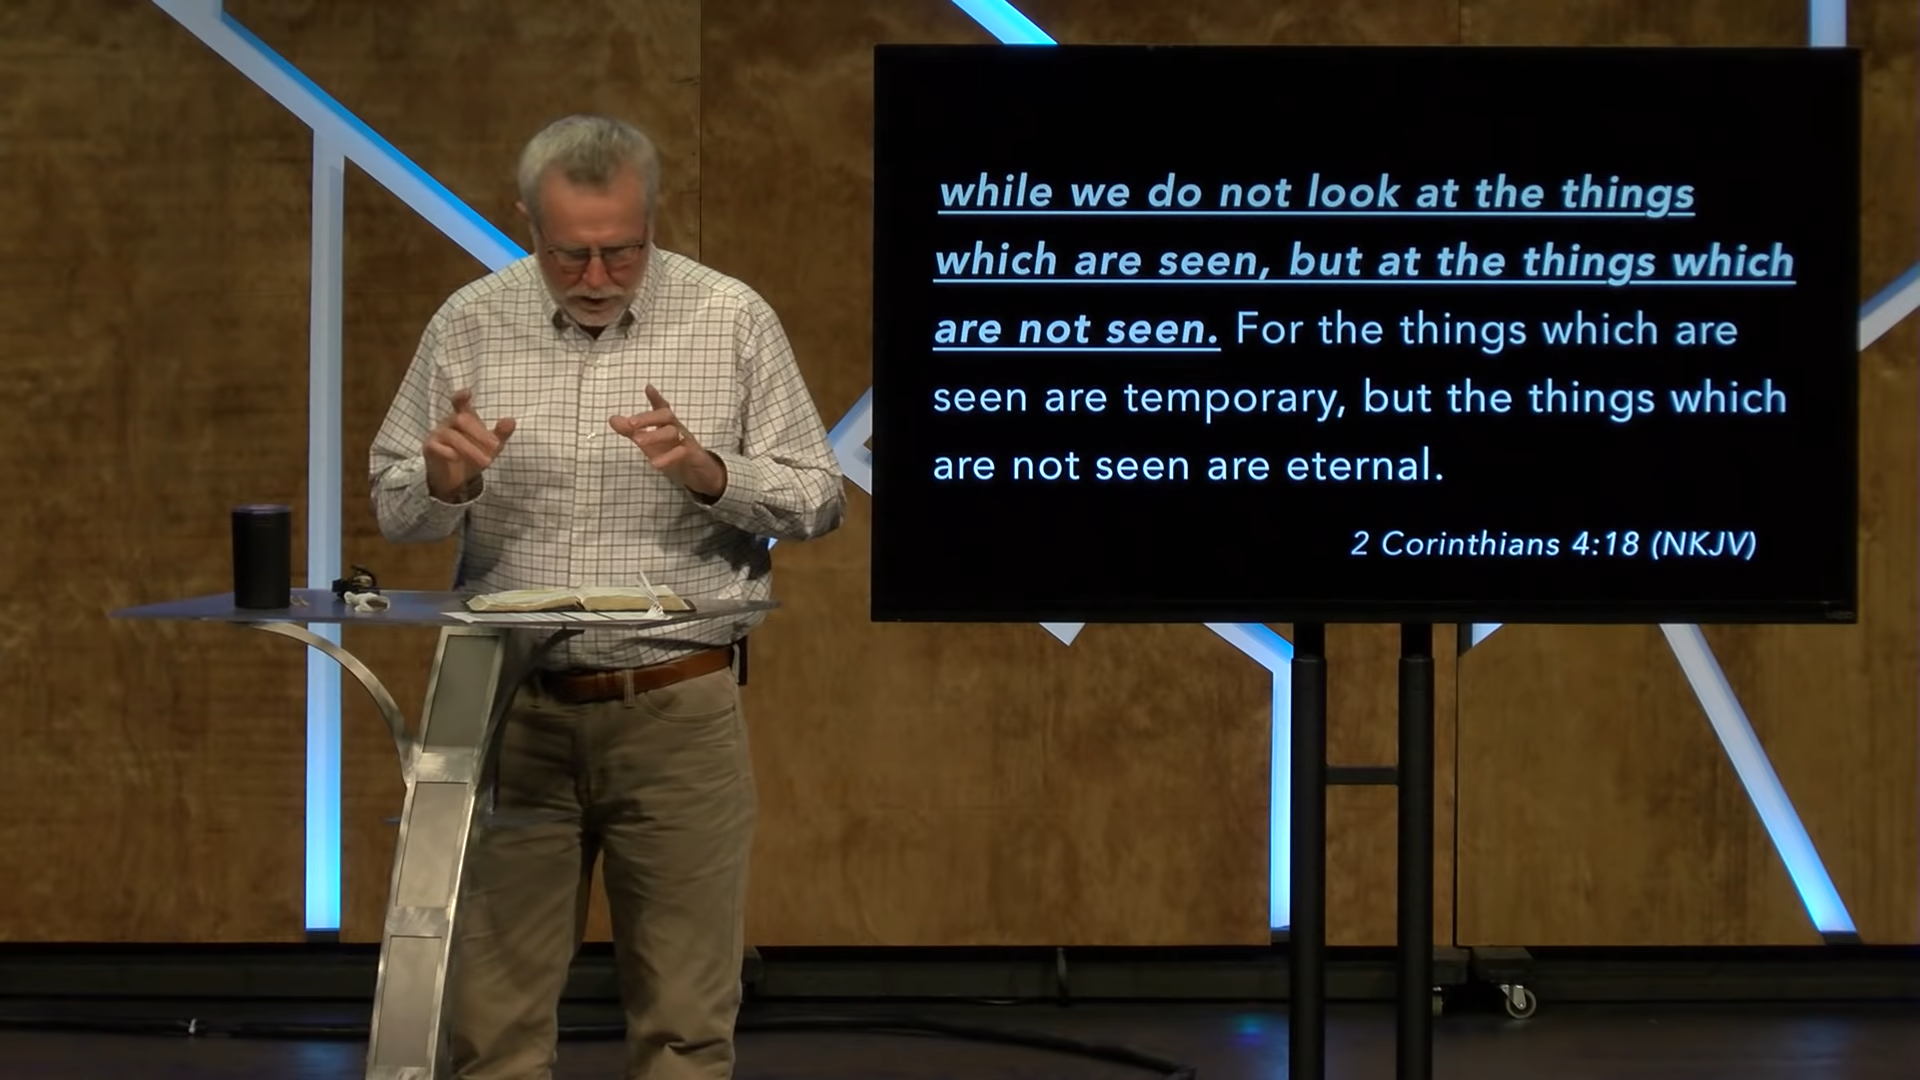 while we do not look at the things
which are seen, but at the things which
are not seen. For the things which are
seen are temporary, but the things which
are not seen are eternal.
2 Corinthians 4:18 (NKJV)